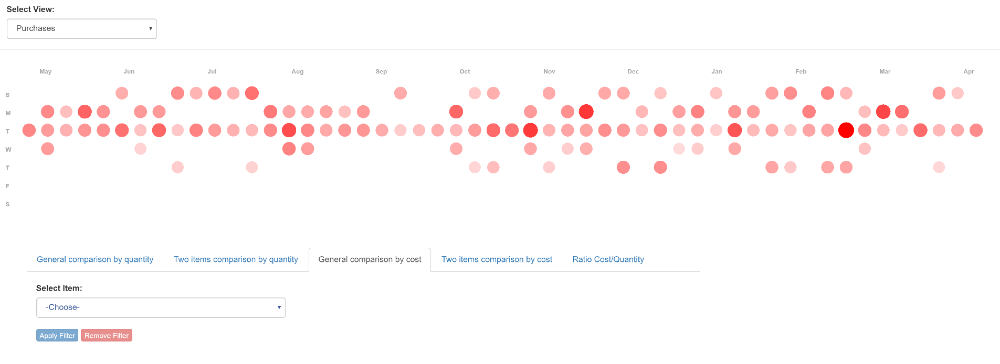 Select View:
Purchases
May Jun Jul Aug Sep Oct Nov Dec Jan Feb Mar Apr
S
M
T
W
T
F
S
General comparison by quantity Two items comparison by quantity General comparison by cost Two items comparison by cost Ratio Cost/Quantity
Select Item:
-Choose-
Apply Filter Remove Filter